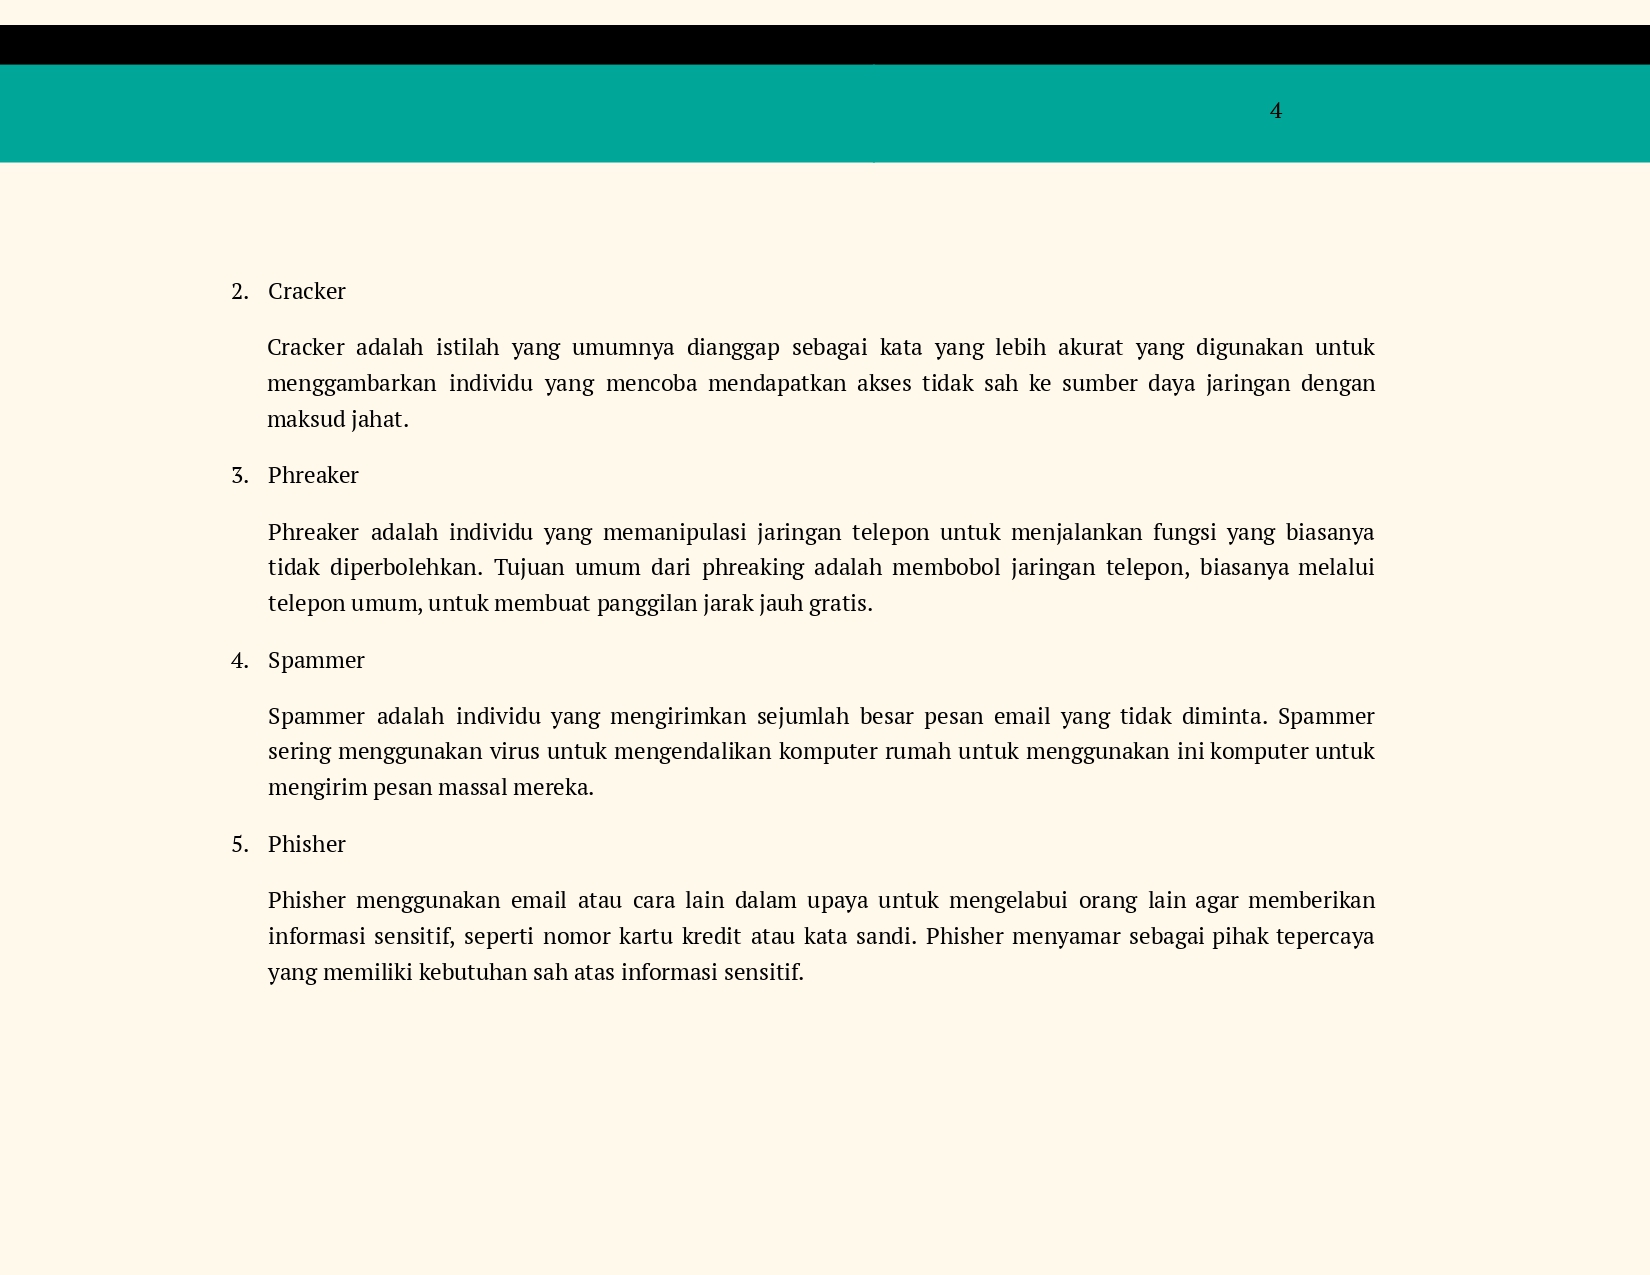 4
2. Cracker
Cracker adalah istilah yang umumnya dianggap sebagai kata yang lebih akurat yang digunakan untuk
menggambarkan individu yang mencoba mendapatkan akses tidak sah ke sumber daya jaringan dengan
maksud jahat.
3. Phreaker
Phreaker adalah individu yang memanipulasi jaringan telepon untuk menjalankan fungsi yang biasanya
tidak diperbolehkan. Tujuan umum dari phreaking adalah membobol jaringan telepon, biasanya melalui
telepon umum, untuk membuat panggilan jarak jauh gratis.
4. Spammer
Spammer adalah individu yang mengirimkan sejumlah besar pesan email yang tidak diminta. Spammer
sering menggunakan virus untuk mengendalikan komputer rumah untuk menggunakan ini komputer untuk
mengirim pesan massal mereka.
5. Phisher
Phisher menggunakan email atau cara lain dalam upaya untuk mengelabui orang lain agar memberikan
informasi sensitif, seperti nomor kartu kredit atau kata sandi. Phisher menyamar sebagai pihak tepercaya
yang memiliki kebutuhan sah atas informasi sensitif.